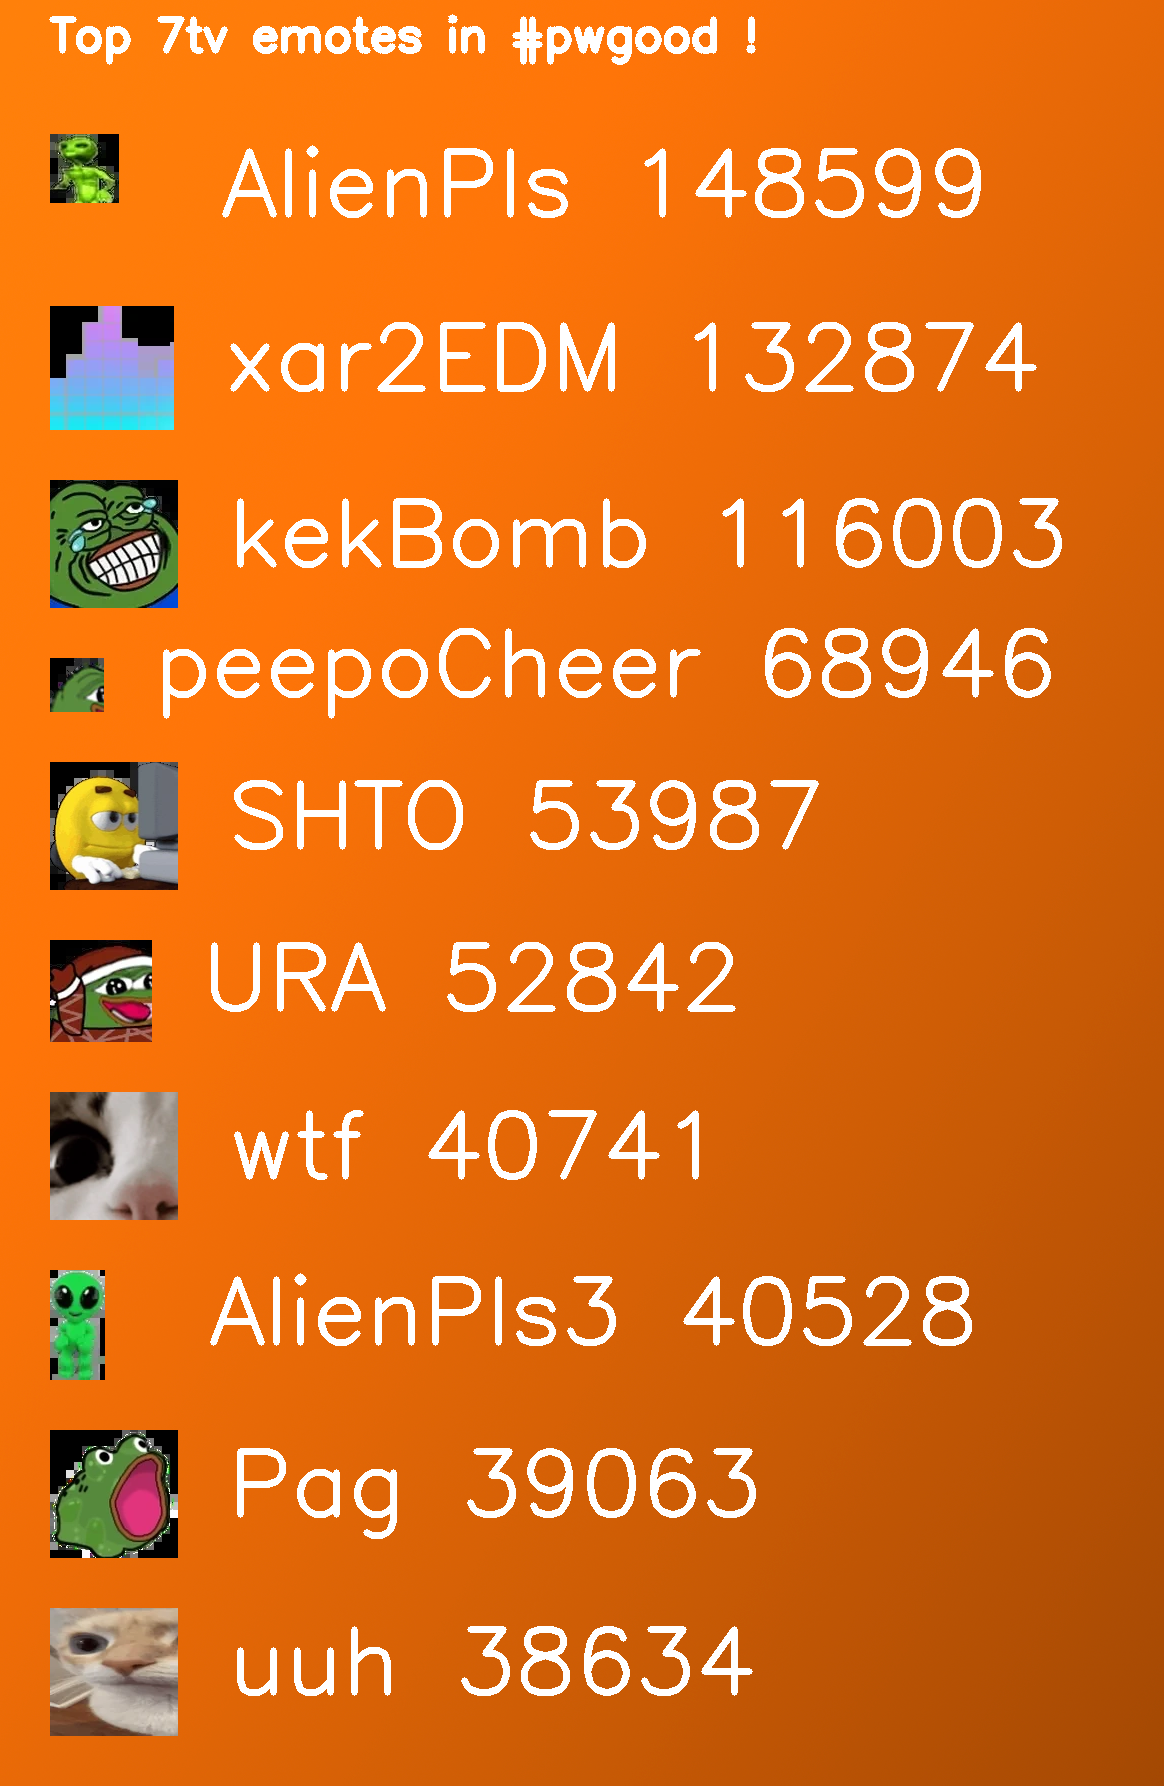 Top 7tv emotes in #pwgood !
AlienPls 148599
xar2EDM 132874
kekBomb 116003
peepoCheer 68946
SHTO 53987
URA 52842
wtf 40741
AlienPls3 40528
Pag 39063
uuh 38634